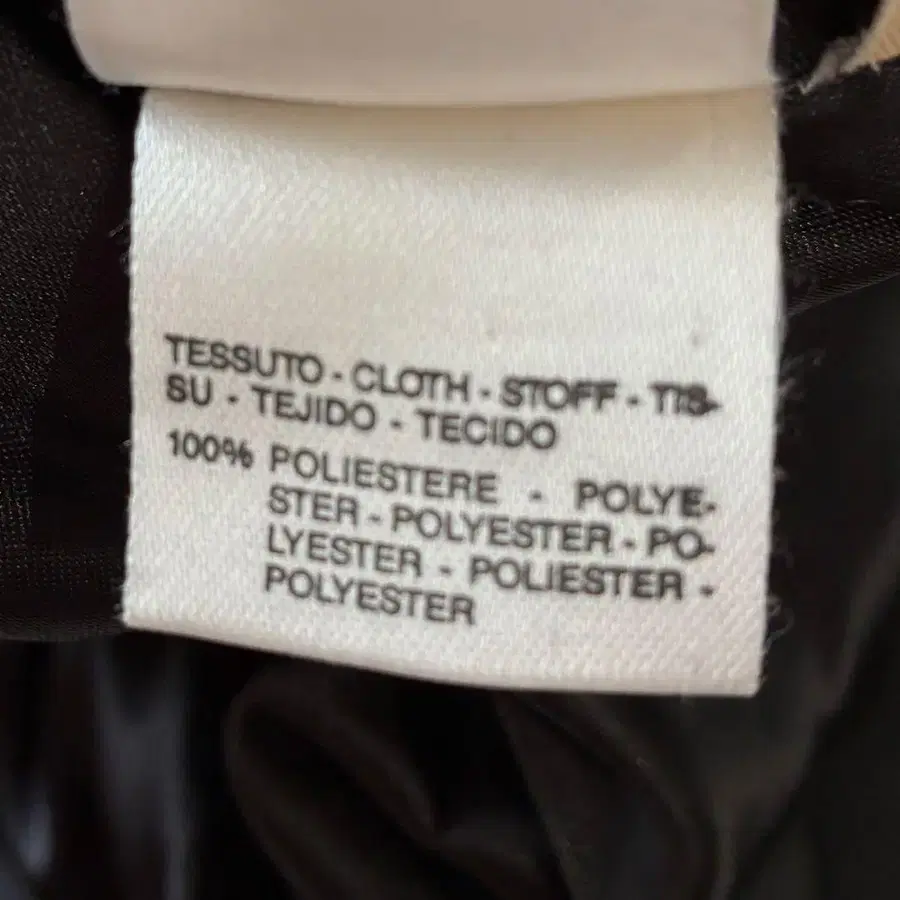 TESSUTO - CLOTH - STOFF - TIS-
SU - TEJIDO - TECIDO
100% POLIESTERE - POLYE-
STER - POLYESTER - PO-
LYESTER - POLIESTER -
POLYESTER